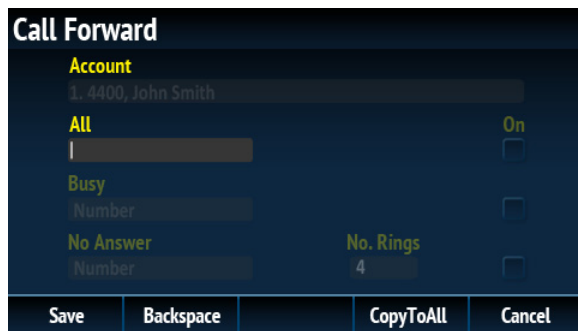 Call Forward
Account
1. 4400, John Smith
All On
Busy
Number
No Answer No. Rings
Number 4
Save Backspace CopyToAll Cancel